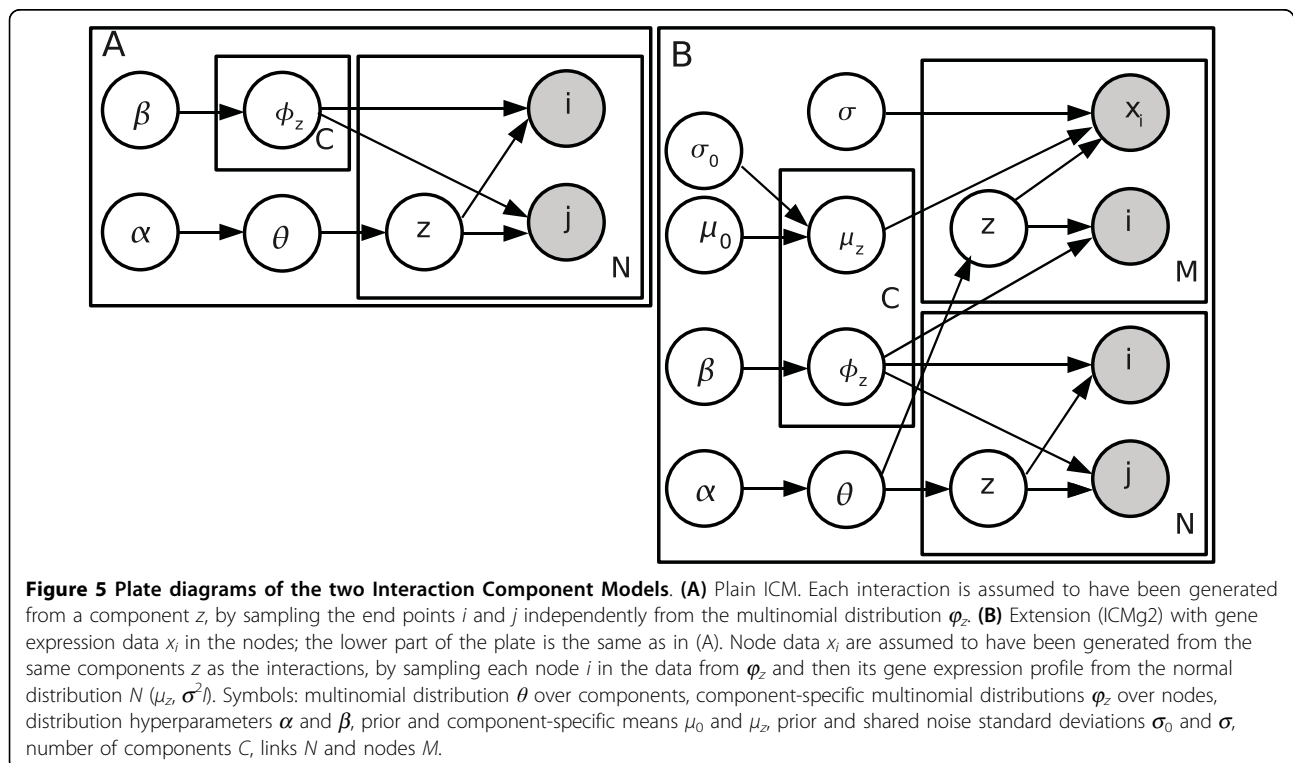 A
β
ϕz
C
i
α
θ
z
j
N
B
σ
xi
σ0
μ0
μz
z
i
C
M
β
ϕz
i
α
θ
z
j
N
Figure 5 Plate diagrams of the two Interaction Component Models. (A) Plain ICM. Each interaction is assumed to have been generated
from a component z, by sampling the end points i and j independently from the multinomial distribution φz. (B) Extension (ICMg2) with gene
expression data xi in the nodes; the lower part of the plate is the same as in (A). Node data xi are assumed to have been generated from the
same components z as the interactions, by sampling each node i in the data from φz and then its gene expression profile from the normal
distribution N (μz, σ²I). Symbols: multinomial distribution θ over components, component-specific multinomial distributions φz over nodes,
distribution hyperparameters α and β, prior and component-specific means μ0 and μz, prior and shared noise standard deviations σ0 and σ,
number of components C, links N and nodes M.